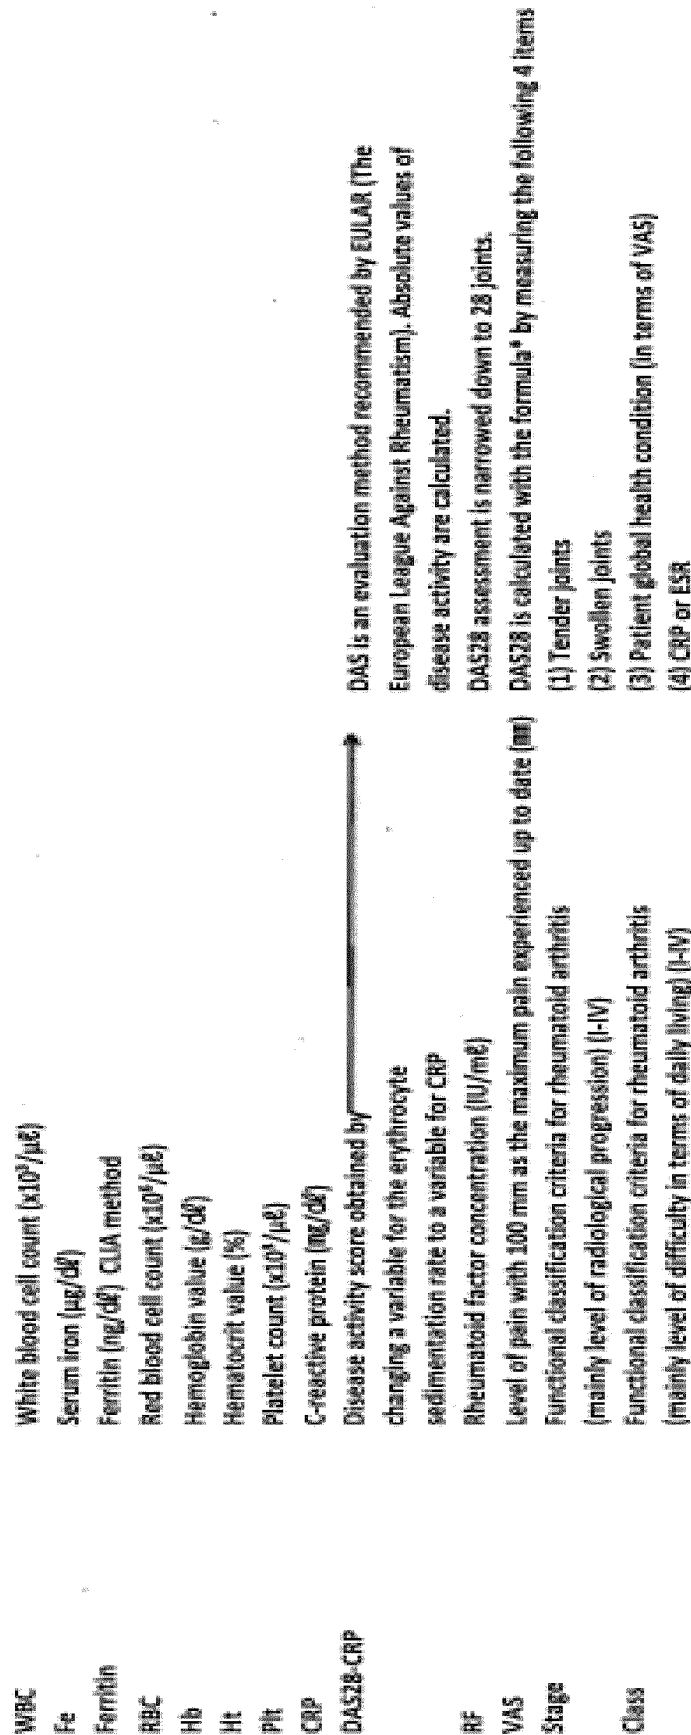 WBC White blood cell count (x10³/μℓ)
Fe Serum iron (μg/dℓ)
Ferritin Ferritin (ng/dℓ) CLIA method
RBC Red blood cell count (x10⁶/μℓ)
Hb Hemoglobin value (g/dℓ)
Ht Hematocrit value (%)
Plt Platelet count (x10³/μℓ)
CRP C-reactive protein (mg/dℓ)
DAS28-CRP Disease activity score obtained by
changing a variable for the erythrocyte
sedimentation rate to a variable for CRP
RF Rheumatoid factor concentration (IU/mℓ)
VAS Level of pain with 100 mm as the maximum pain experienced up to date (m)
Stage Functional classification criteria for rheumatoid arthritis
(mainly level of radiological progression) (I-IV)
Class Functional classification criteria for rheumatoid arthritis
(mainly level of difficulty in terms of daily living) (I-IV)
DAS is an evaluation method recommended by EULAR (The
European League Against Rheumatism). Absolute values of
disease activity are calculated.
DAS28 assessment is narrowed down to 28 joints.
DAS28 is calculated with the formula* by measuring the following 4 items
(1) Tender joints
(2) Swollen joints
(3) Patient global health condition (in terms of VAS)
(4) CRP or ESR